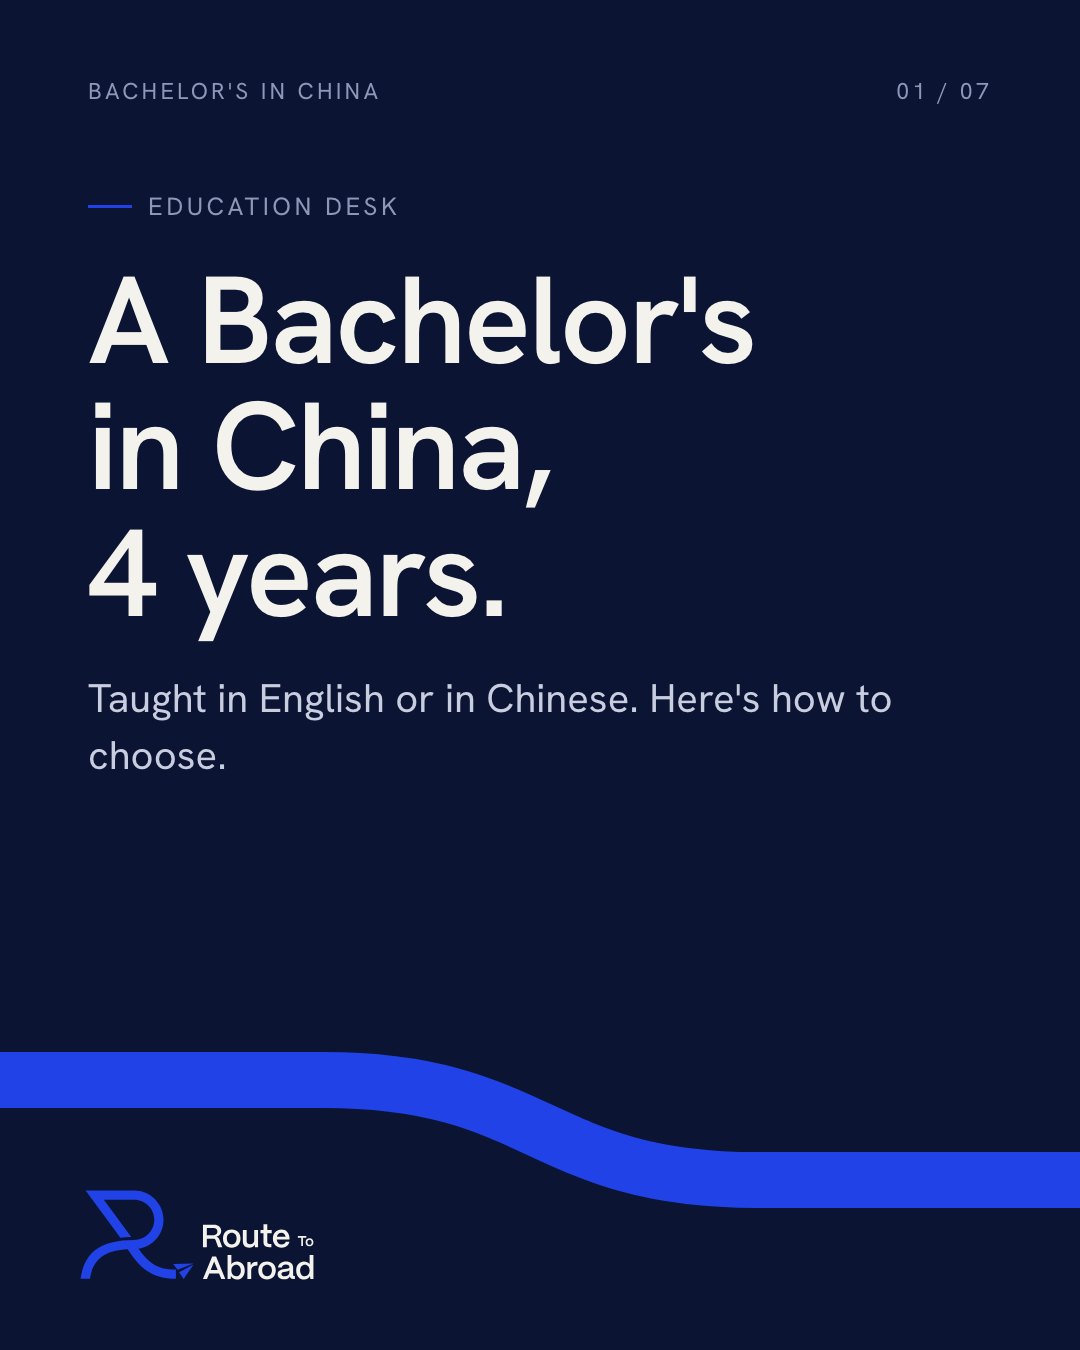 BACHELOR'S IN CHINA
01 / 07
EDUCATION DESK
A Bachelor's
in China,
4 years.
Taught in English or in Chinese. Here's how to
choose.
Route To
Abroad